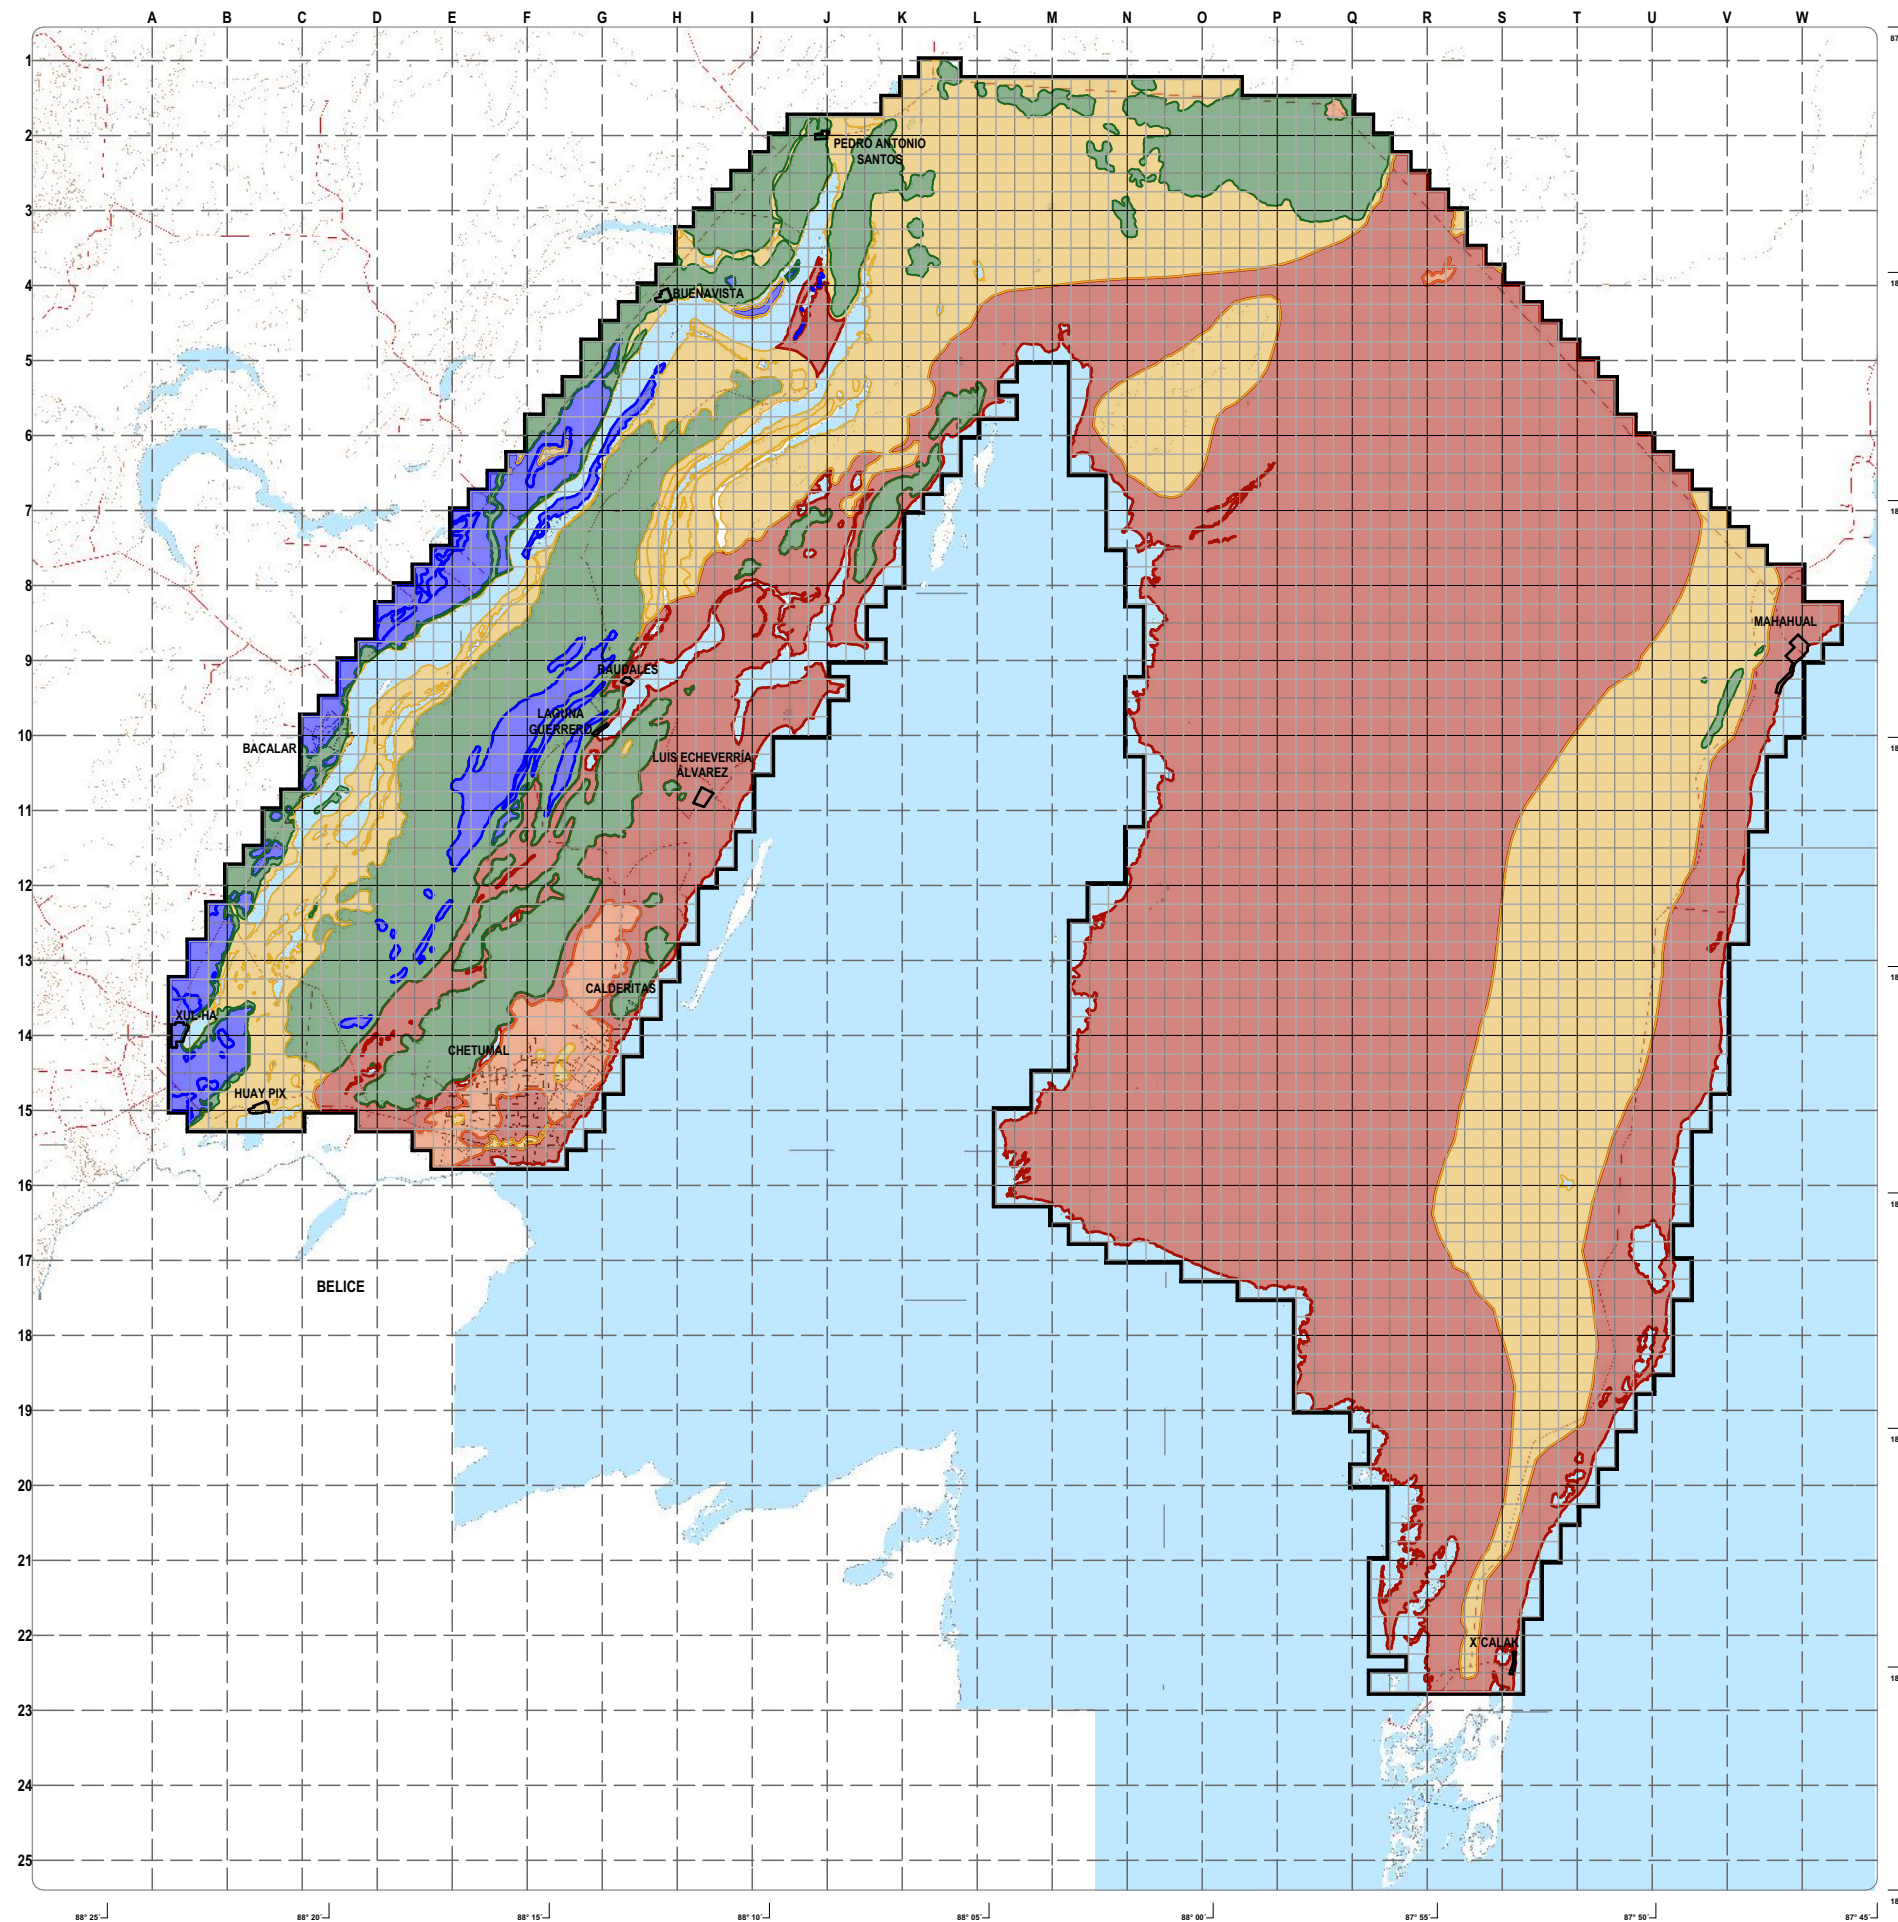 A B C D E F G H I J K L M N O P Q R S T U V W
1
2
3
4
5
6
7
8
9
10
11
12
13
14
15
16
17
18
19
20
21
22
23
24
25
PEDRO ANTONIO
SANTOS
BUENAVISTA
MAHAHUAL
RAUDALES
LAGUNA
GUERRERO
BACALAR
LUIS ECHEVERRÍA
ÁLVAREZ
CALDERITAS
XUL-HA
CHETUMAL
HUAY PIX
BELICE
X´CALAK
88° 25´
88° 20´
88° 15´
88° 10´
88° 05´
88° 00´
87° 55´
87° 50´
87° 45´